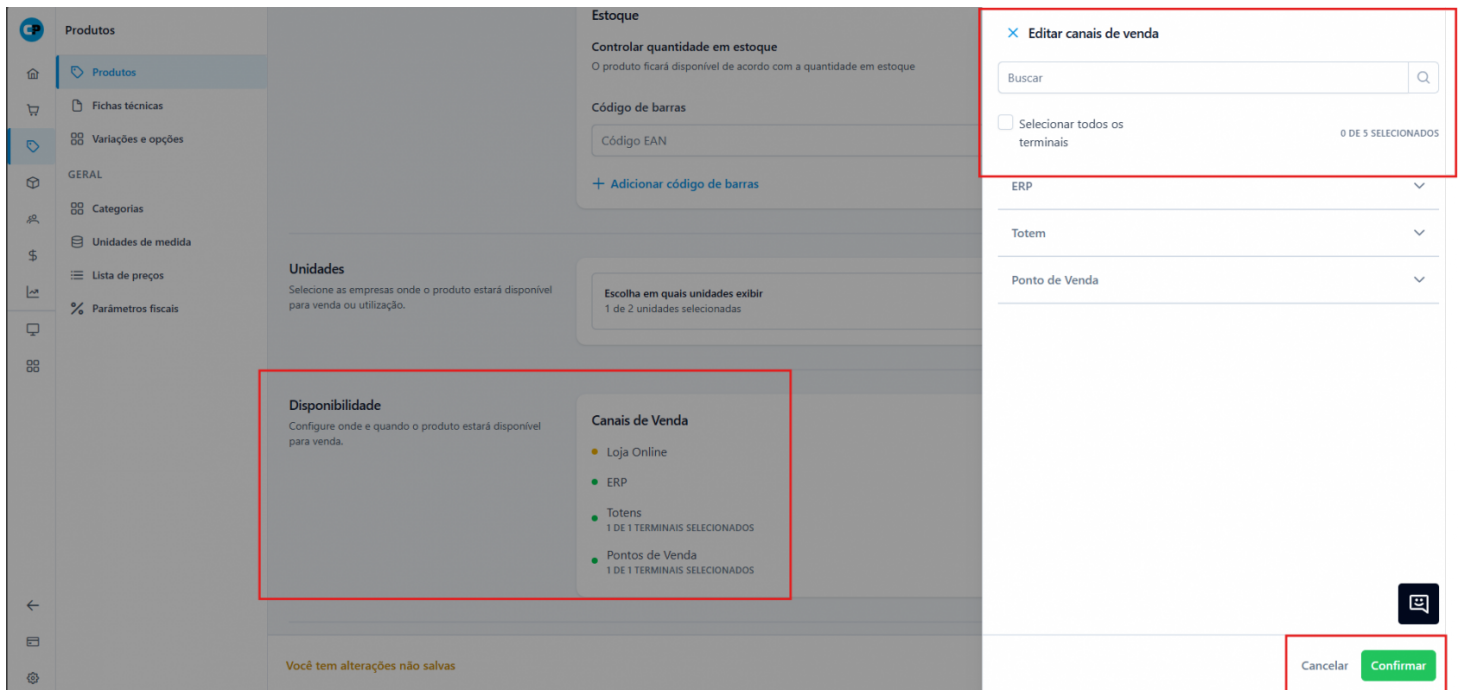 CP
Produtos
Produtos
Fichas técnicas
Variações e opções
GERAL
Categorias
Unidades de medida
Lista de preços
Parâmetros fiscais
Estoque
Controlar quantidade em estoque
O produto ficará disponível de acordo com a quantidade em estoque
Código de barras
Código EAN
+ Adicionar código de barras
Unidades
Selecione as empresas onde o produto estará disponível
para venda ou utilização.
Escolha em quais unidades exibir
1 de 2 unidades selecionadas
Disponibilidade
Configure onde e quando o produto estará disponível
para venda.
Canais de Venda
Loja Online
ERP
Totens
1 DE 1 TERMINAIS SELECIONADOS
Pontos de Venda
1 DE 1 TERMINAIS SELECIONADOS
Você tem alterações não salvas
Editar canais de venda
Buscar
Selecionar todos os
terminais
0 DE 5 SELECIONADOS
ERP
Totem
Ponto de Venda
Cancelar
Confirmar